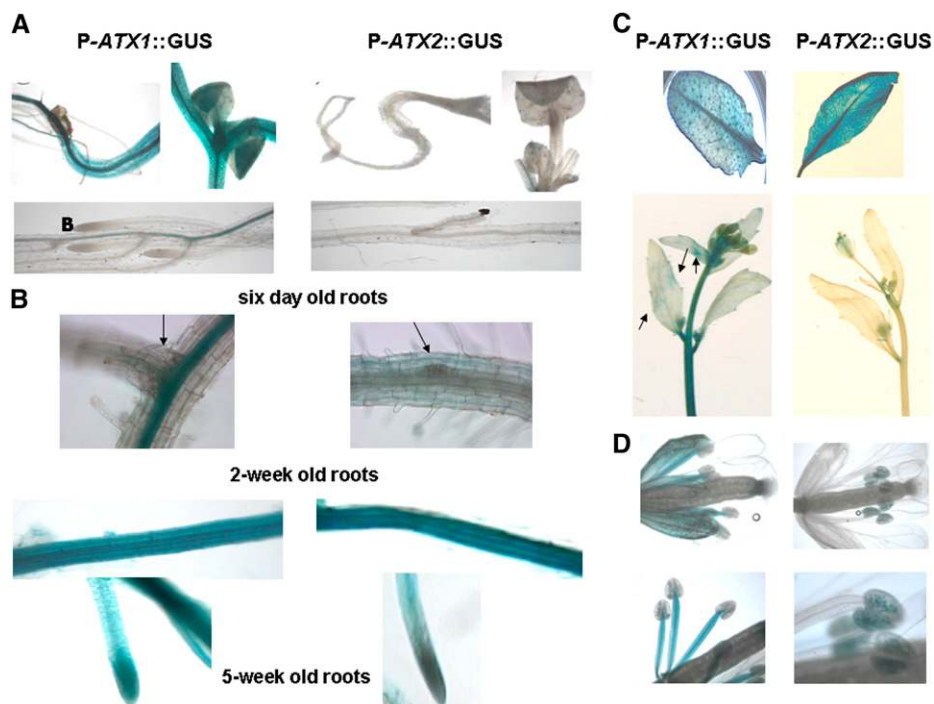 A
P-ATX1::GUS P-ATX2::GUS
B
B
six day old roots
2-week old roots
5-week old roots
C
P-ATX1::GUS P-ATX2::GUS
D